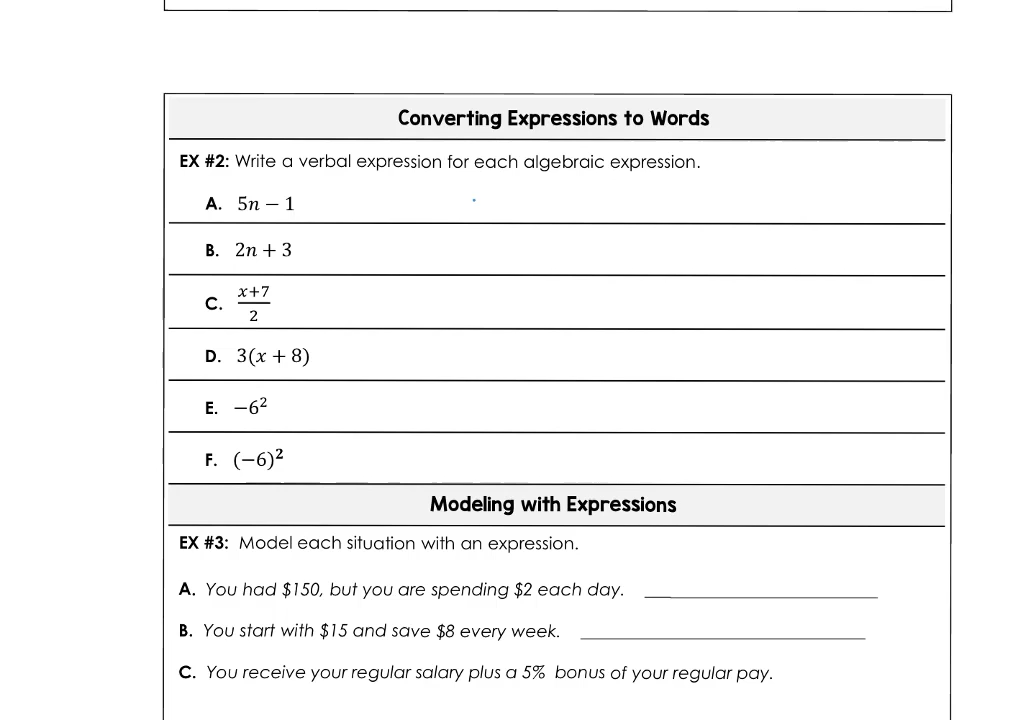 Converting Expressions to Words
EX #2: Write a verbal expression for each algebraic expression.
A. 5n − 1
B. 2n + 3
C. (x+7)/2
D. 3(x + 8)
E. −6²
F. (−6)²
Modeling with Expressions
EX #3: Model each situation with an expression.
A. You had $150, but you are spending $2 each day.
B. You start with $15 and save $8 every week.
C. You receive your regular salary plus a 5% bonus of your regular pay.